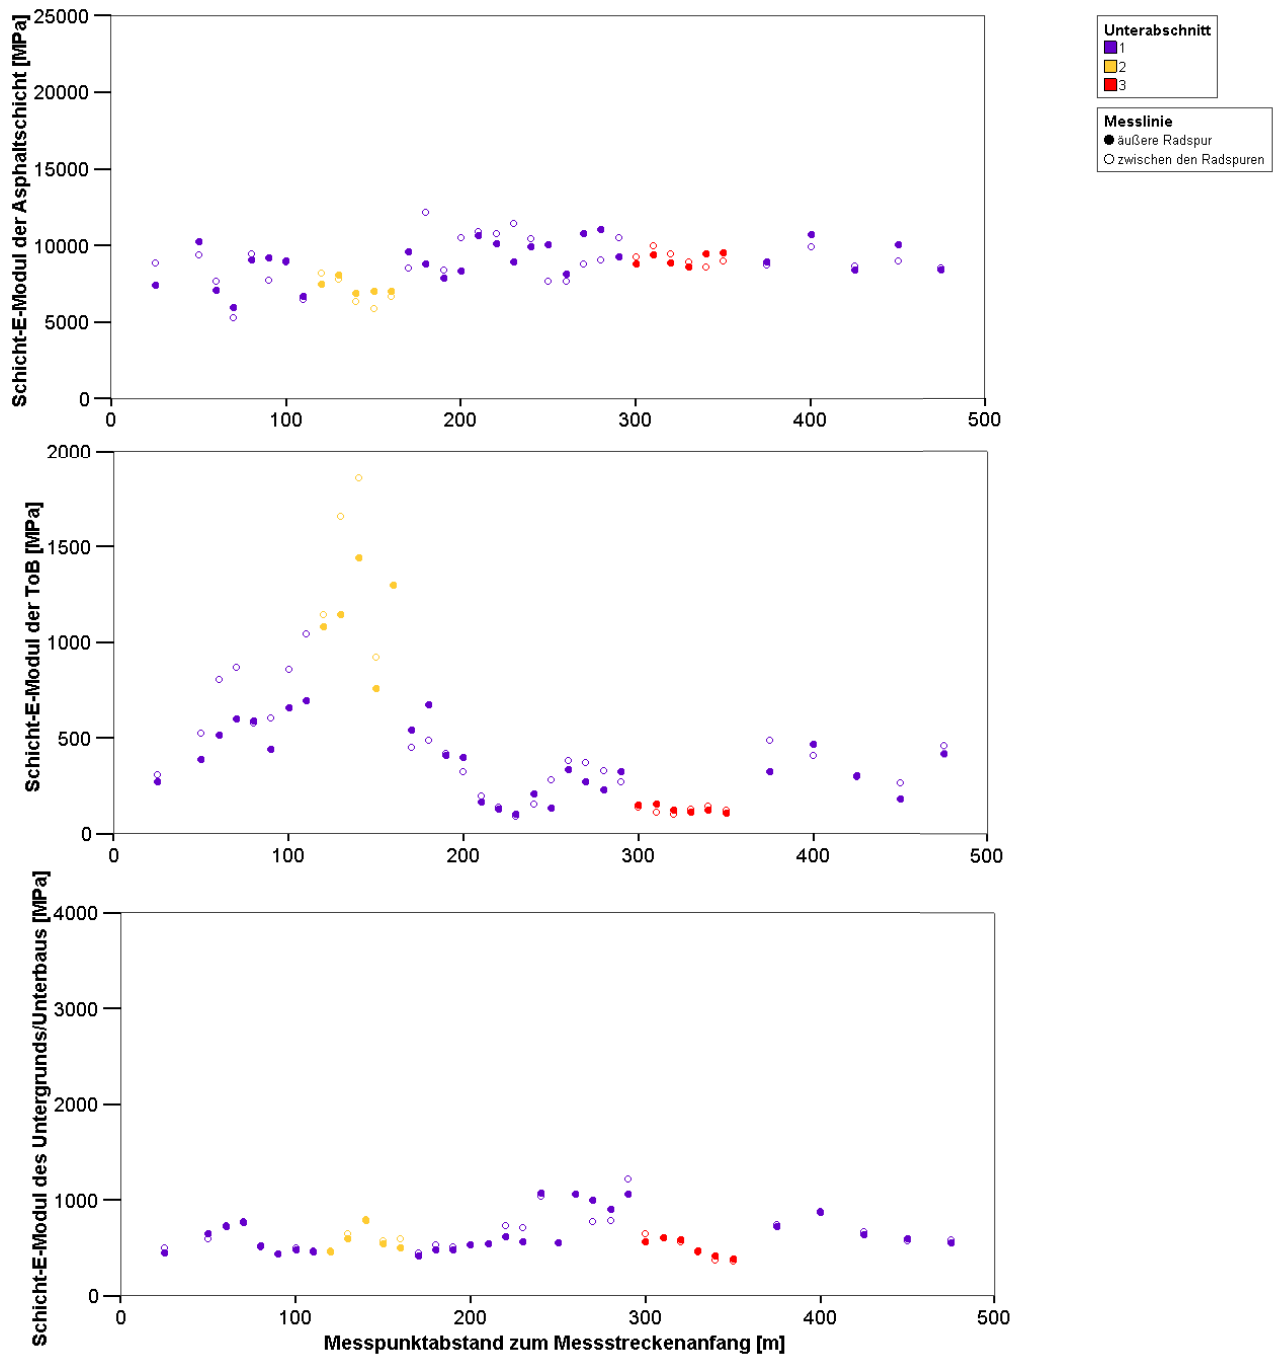 Schicht-E-Modul der Asphaltschicht [MPa]
25000
20000
15000
10000
5000
0
0 100 200 300 400 500
Unterabschnitt
1
2
3
Messlinie
äußere Radspur
zwischen den Radspuren
Schicht-E-Modul der ToB [MPa]
2000
1500
1000
500
0
0 100 200 300 400 500
Schicht-E-Modul des Untergrunds/Unterbaus [MPa]
4000
3000
2000
1000
0
0 100 200 300 400 500
Messpunktabstand zum Messstreckenanfang [m]